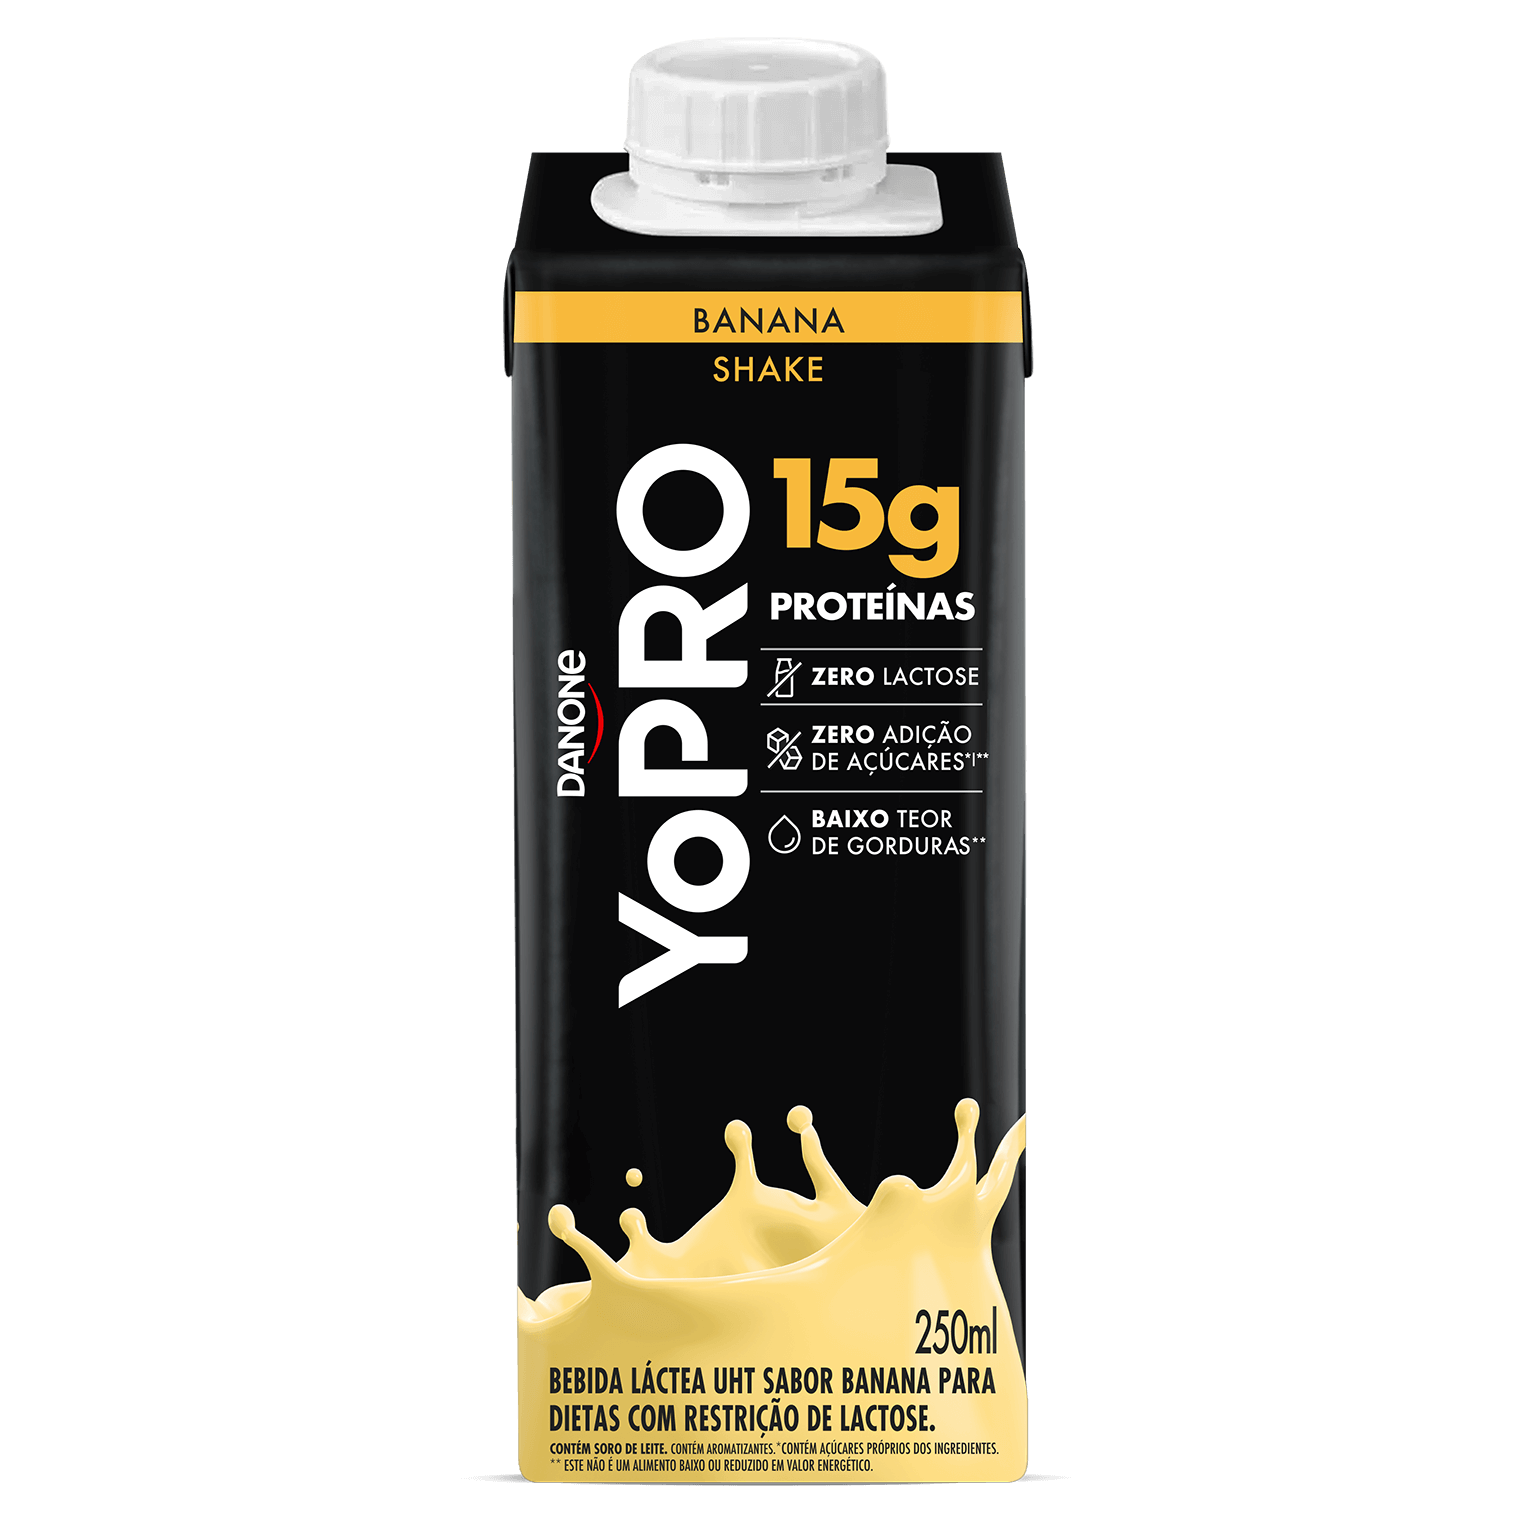 BANANA
SHAKE
DANONE
YoPRO
15g
PROTEÍNAS
ZERO LACTOSE
ZERO ADIÇÃO
DE AÇÚCARES*|**
BAIXO TEOR
DE GORDURAS**
250ml
BEBIDA LÁCTEA UHT SABOR BANANA PARA
DIETAS COM RESTRIÇÃO DE LACTOSE.
CONTÉM SORO DE LEITE. CONTÉM AROMATIZANTES.*CONTÉM AÇÚCARES PRÓPRIOS DOS INGREDIENTES.
** ESTE NÃO É UM ALIMENTO BAIXO OU REDUZIDO EM VALOR ENERGÉTICO.